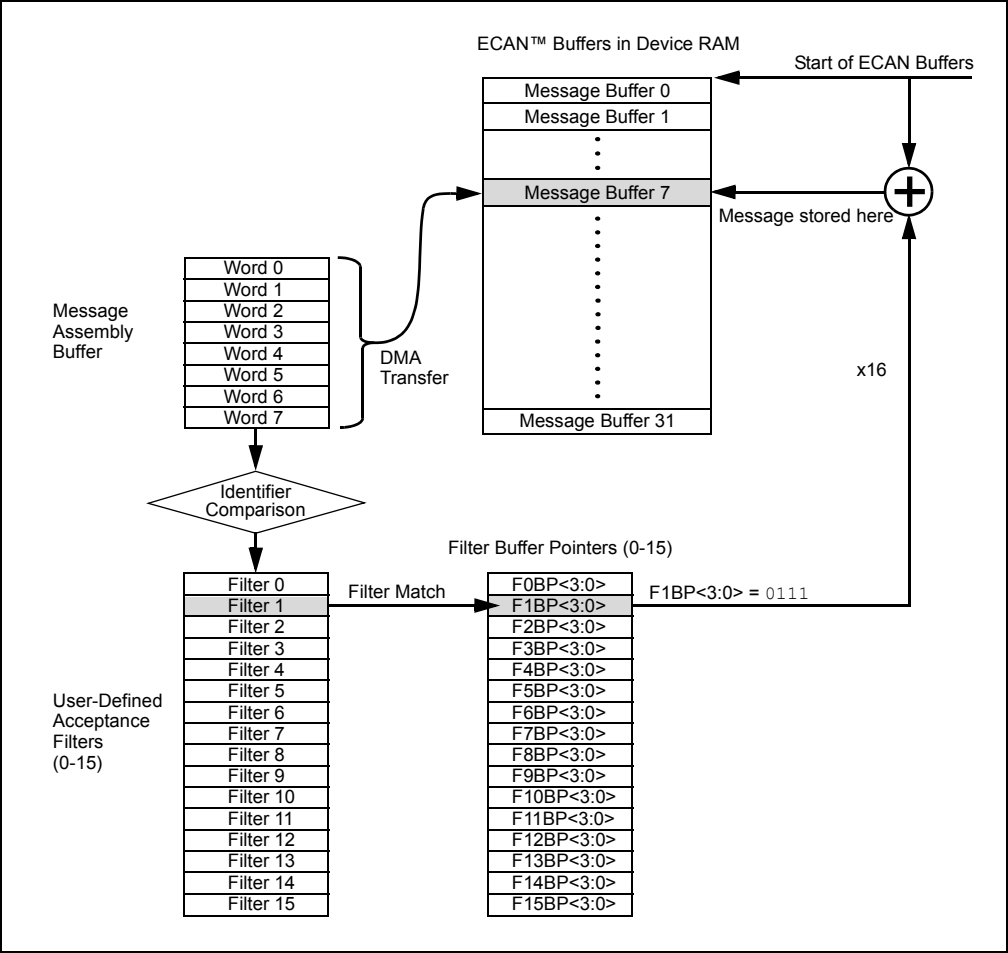 ECAN™ Buffers in Device RAM
Start of ECAN Buffers
Message Buffer 0
Message Buffer 1
Message Buffer 7
Message stored here
Message Buffer 31
x16
Message
Assembly
Buffer
Word 0
Word 1
Word 2
Word 3
Word 4
Word 5
Word 6
Word 7
DMA
Transfer
Identifier
Comparison
Filter Buffer Pointers (0-15)
User-Defined
Acceptance
Filters
(0-15)
Filter 0
Filter 1
Filter 2
Filter 3
Filter 4
Filter 5
Filter 6
Filter 7
Filter 8
Filter 9
Filter 10
Filter 11
Filter 12
Filter 13
Filter 14
Filter 15
Filter Match
F0BP<3:0>
F1BP<3:0>
F2BP<3:0>
F3BP<3:0>
F4BP<3:0>
F5BP<3:0>
F6BP<3:0>
F7BP<3:0>
F8BP<3:0>
F9BP<3:0>
F10BP<3:0>
F11BP<3:0>
F12BP<3:0>
F13BP<3:0>
F14BP<3:0>
F15BP<3:0>
F1BP<3:0> = 0111